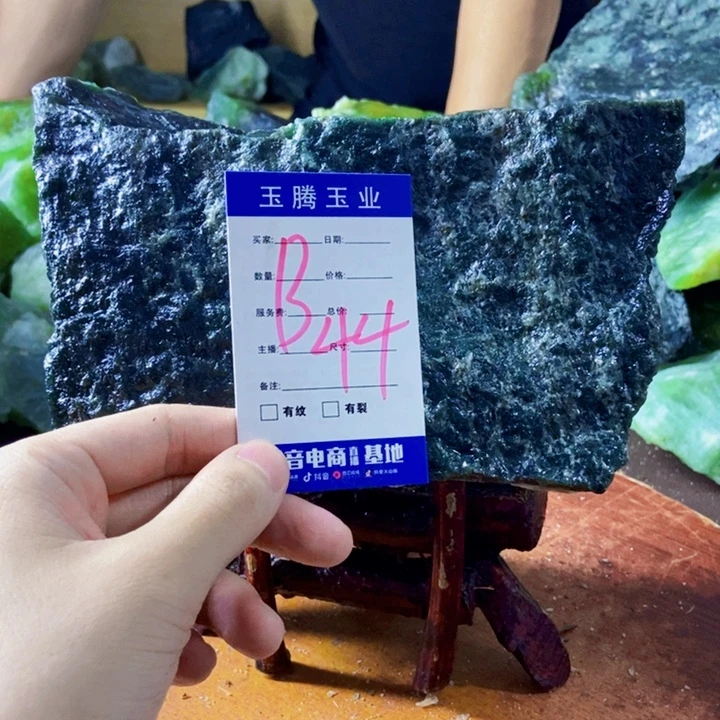 玉腾玉业
买家: 日期:
数量: 价格:
B44
服务费: 总价:
主播: 尺寸:
备注:
有纹 有裂
音电商直播基地
抖音